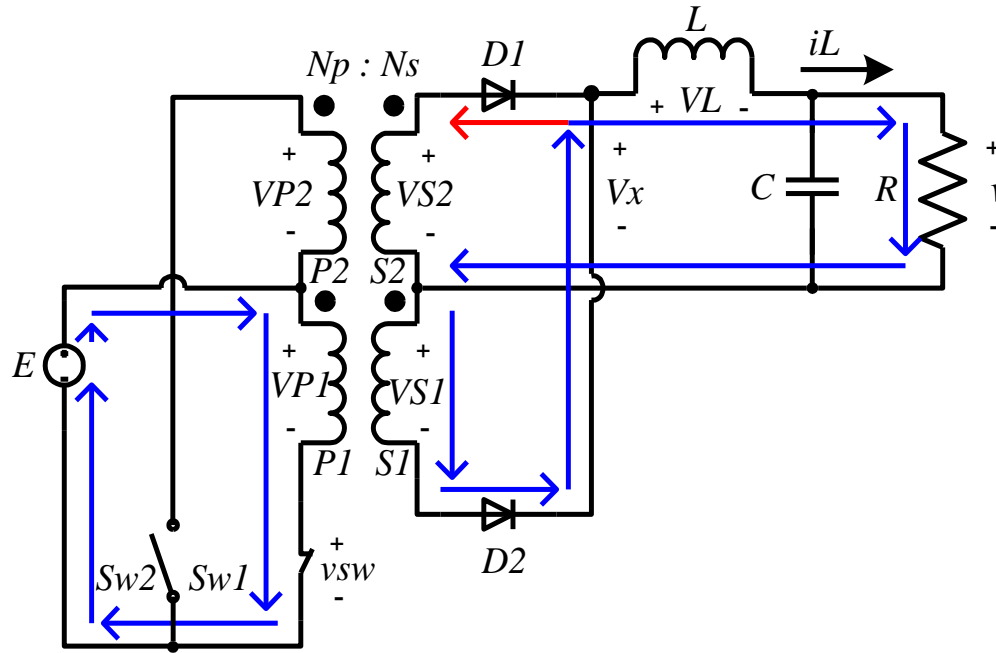 L
iL
D1
Np : Ns
+ VL -
+
VP2
-
+
VS2
-
+
Vx
-
C
R
+
v
-
P2
S2
E
+
VP1
-
+
VS1
-
P1
S1
D2
Sw2
Sw1
+
vsw
-